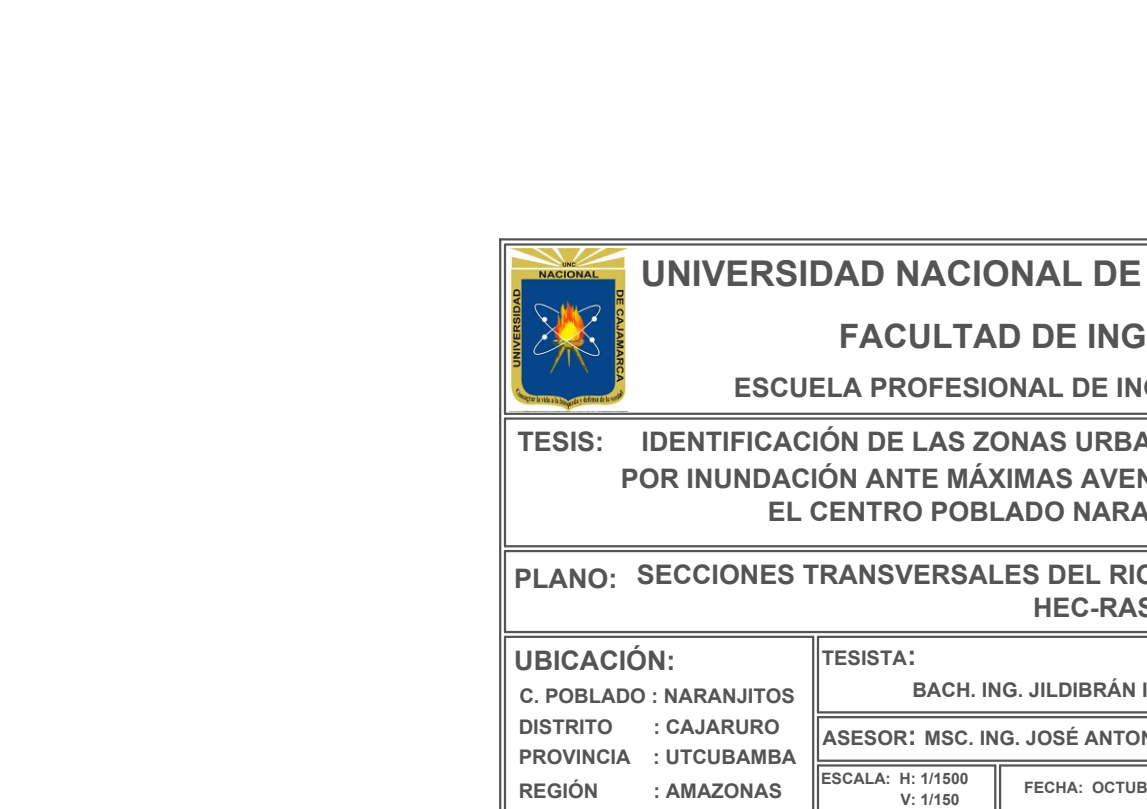 UNC
NACIONAL
UNIVERSIDAD
DE CAJAMARCA
UNIVERSIDAD NACIONAL DE
FACULTAD DE ING
ESCUELA PROFESIONAL DE
TESIS: IDENTIFICACIÓN DE LAS ZONAS URBA
POR INUNDACIÓN ANTE MÁXIMAS AVEN
EL CENTRO POBLADO NARA
PLANO: SECCIONES TRANSVERSALES DEL RIO
HEC-RAS
UBICACIÓN:
C. POBLADO : NARANJITOS
DISTRITO : CAJARURO
PROVINCIA : UTCUBAMBA
REGIÓN : AMAZONAS
TESISTA:
BACH. ING. JILDIBRÁN
ASESOR: MSC. ING. JOSÉ ANTON
ESCALA: H: 1/1500
V: 1/150
FECHA: OCTUB